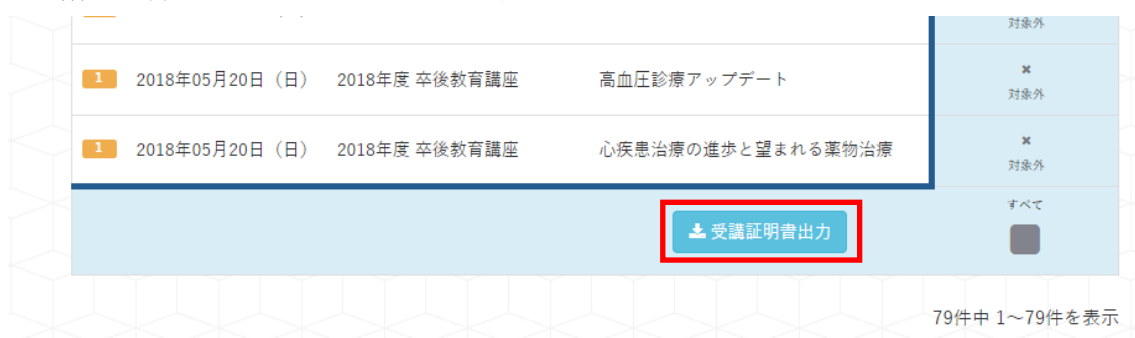 対象外
1 2018年05月20日（日） 2018年度 卒後教育講座 高血圧診療アップデート ×
対象外
1 2018年05月20日（日） 2018年度 卒後教育講座 心疾患治療の進歩と望まれる薬物治療 ×
対象外
すべて
受講証明書出力
79件中 1～79件を表示